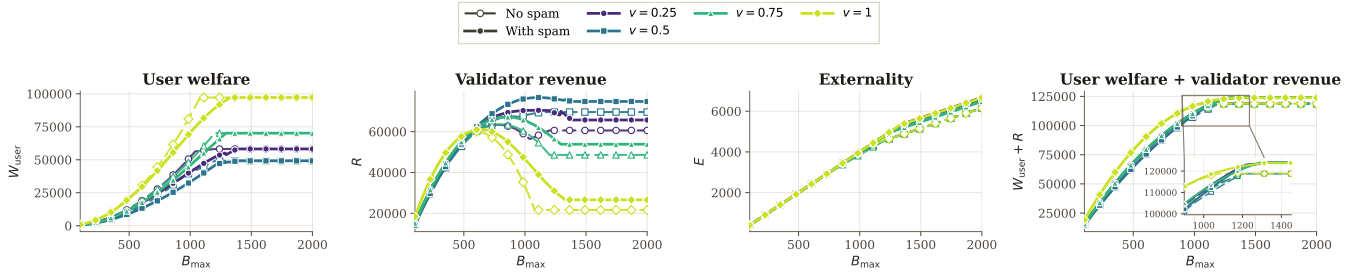 No spam
With spam
v = 0.25
v = 0.5
v = 0.75
v = 1
User welfare
W_user
100000
75000
50000
25000
0
500 1000 1500 2000
B_max
Validator revenue
R
60000
40000
20000
500 1000 1500 2000
B_max
Externality
E
6000
4000
2000
500 1000 1500 2000
B_max
User welfare + validator revenue
W_user + R
125000
100000
75000
50000
25000
120000
110000
100000
1000 1200 1400
500 1000 1500 2000
B_max